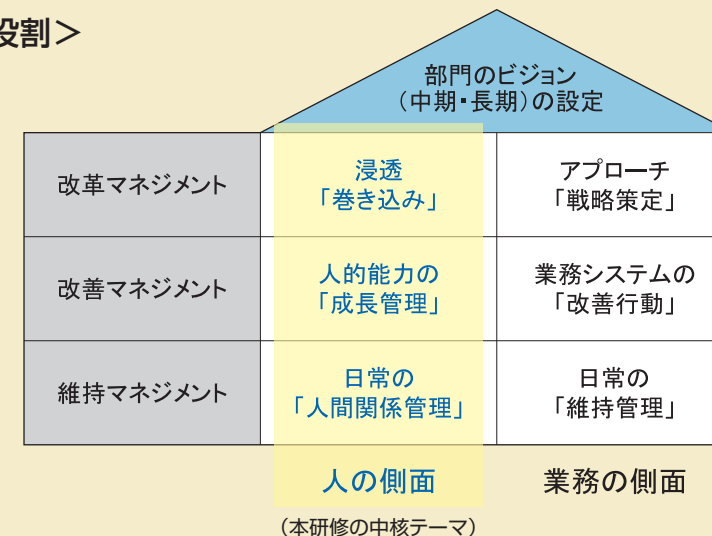 役割＞
部門のビジョン
（中期・長期）の設定
改革マネジメント
浸透
「巻き込み」
アプローチ
「戦略策定」
改善マネジメント
人的能力の
「成長管理」
業務システムの
「改善行動」
維持マネジメント
日常の
「人間関係管理」
日常の
「維持管理」
人の側面
業務の側面
（本研修の中核テーマ）